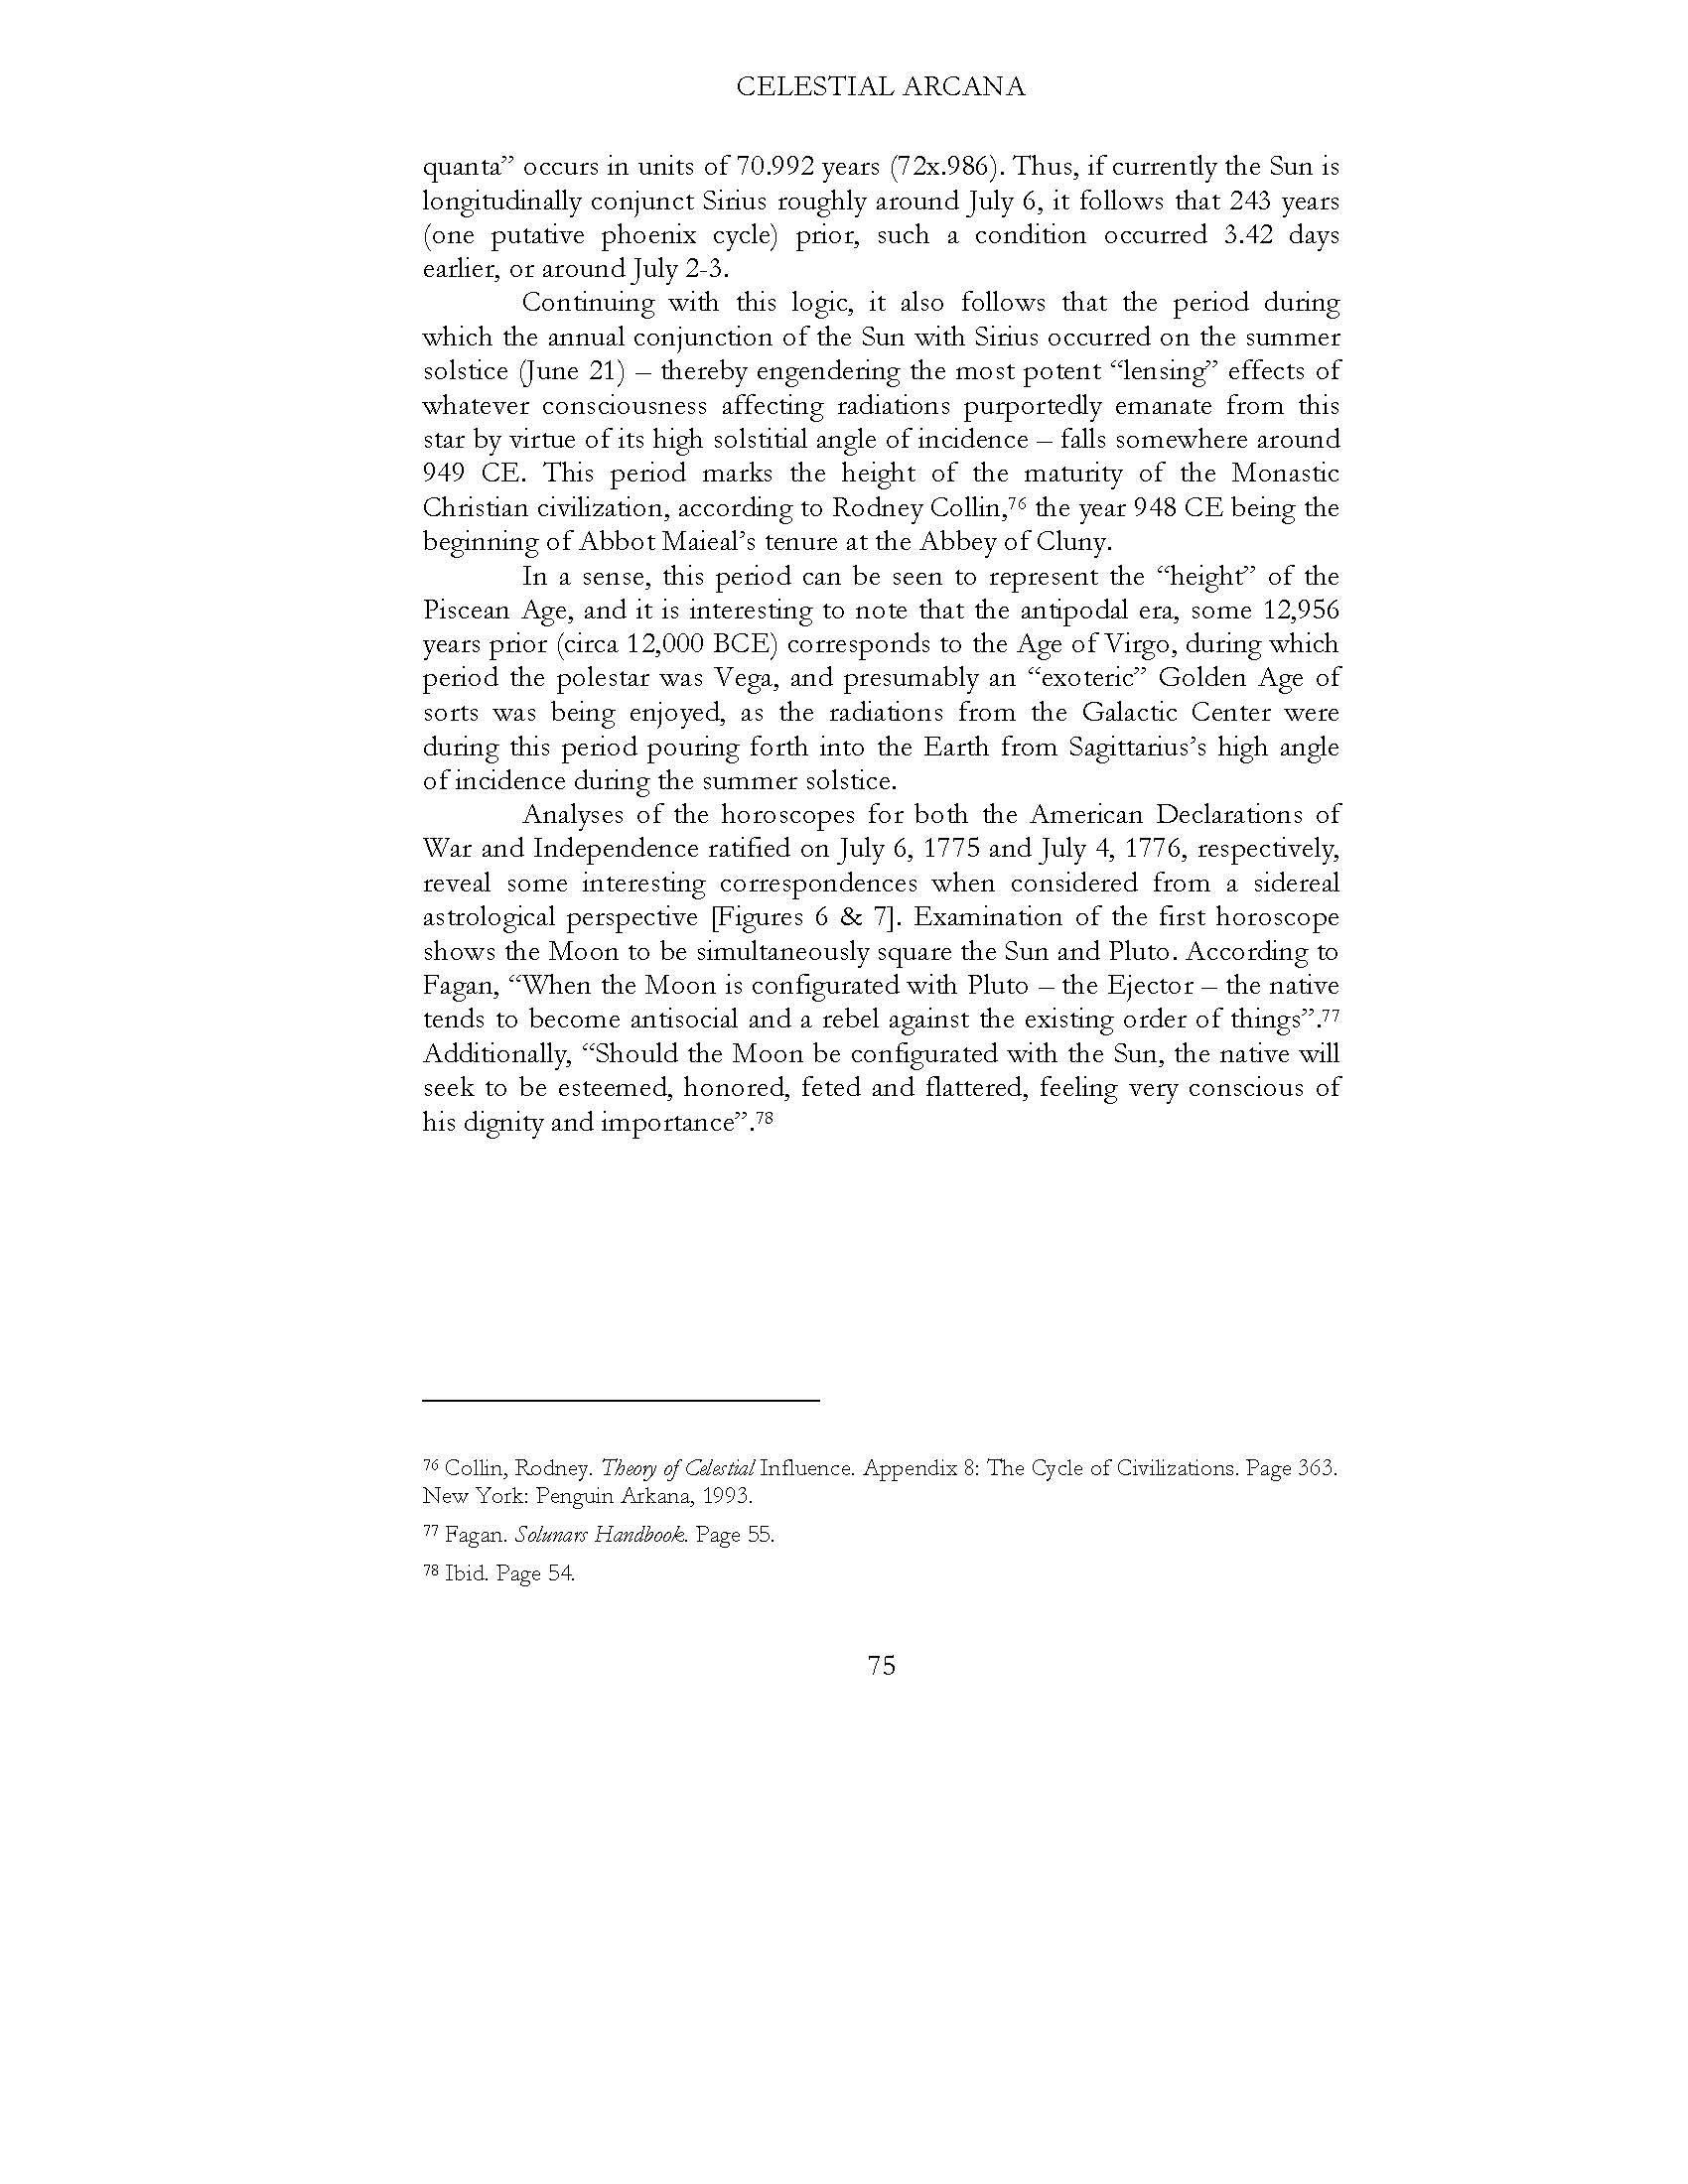 CELESTIAL ARCANA
quanta” occurs in units of 70.992 years (72x.986). Thus, if currently the Sun is
longitudinally conjunct Sirius roughly around July 6, it follows that 243 years
(one putative phoenix cycle) prior, such a condition occurred 3.42 days
earlier, or around July 2-3.
Continuing with this logic, it also follows that the period during
which the annual conjunction of the Sun with Sirius occurred on the summer
solstice (June 21) – thereby engendering the most potent “lensing” effects of
whatever consciousness affecting radiations purportedly emanate from this
star by virtue of its high solstitial angle of incidence – falls somewhere around
949 CE. This period marks the height of the maturity of the Monastic
Christian civilization, according to Rodney Collin,76 the year 948 CE being the
beginning of Abbot Maieal’s tenure at the Abbey of Cluny.
In a sense, this period can be seen to represent the “height” of the
Piscean Age, and it is interesting to note that the antipodal era, some 12,956
years prior (circa 12,000 BCE) corresponds to the Age of Virgo, during which
period the polestar was Vega, and presumably an “exoteric” Golden Age of
sorts was being enjoyed, as the radiations from the Galactic Center were
during this period pouring forth into the Earth from Sagittarius’s high angle
of incidence during the summer solstice.
Analyses of the horoscopes for both the American Declarations of
War and Independence ratified on July 6, 1775 and July 4, 1776, respectively,
reveal some interesting correspondences when considered from a sidereal
astrological perspective [Figures 6 & 7]. Examination of the first horoscope
shows the Moon to be simultaneously square the Sun and Pluto. According to
Fagan, “When the Moon is configurated with Pluto – the Ejector – the native
tends to become antisocial and a rebel against the existing order of things”.77
Additionally, “Should the Moon be configurated with the Sun, the native will
seek to be esteemed, honored, feted and flattered, feeling very conscious of
his dignity and importance”.78
76 Collin, Rodney. Theory of Celestial Influence. Appendix 8: The Cycle of Civilizations. Page 363.
New York: Penguin Arkana, 1993.
77 Fagan. Solunars Handbook. Page 55.
78 Ibid. Page 54.
75